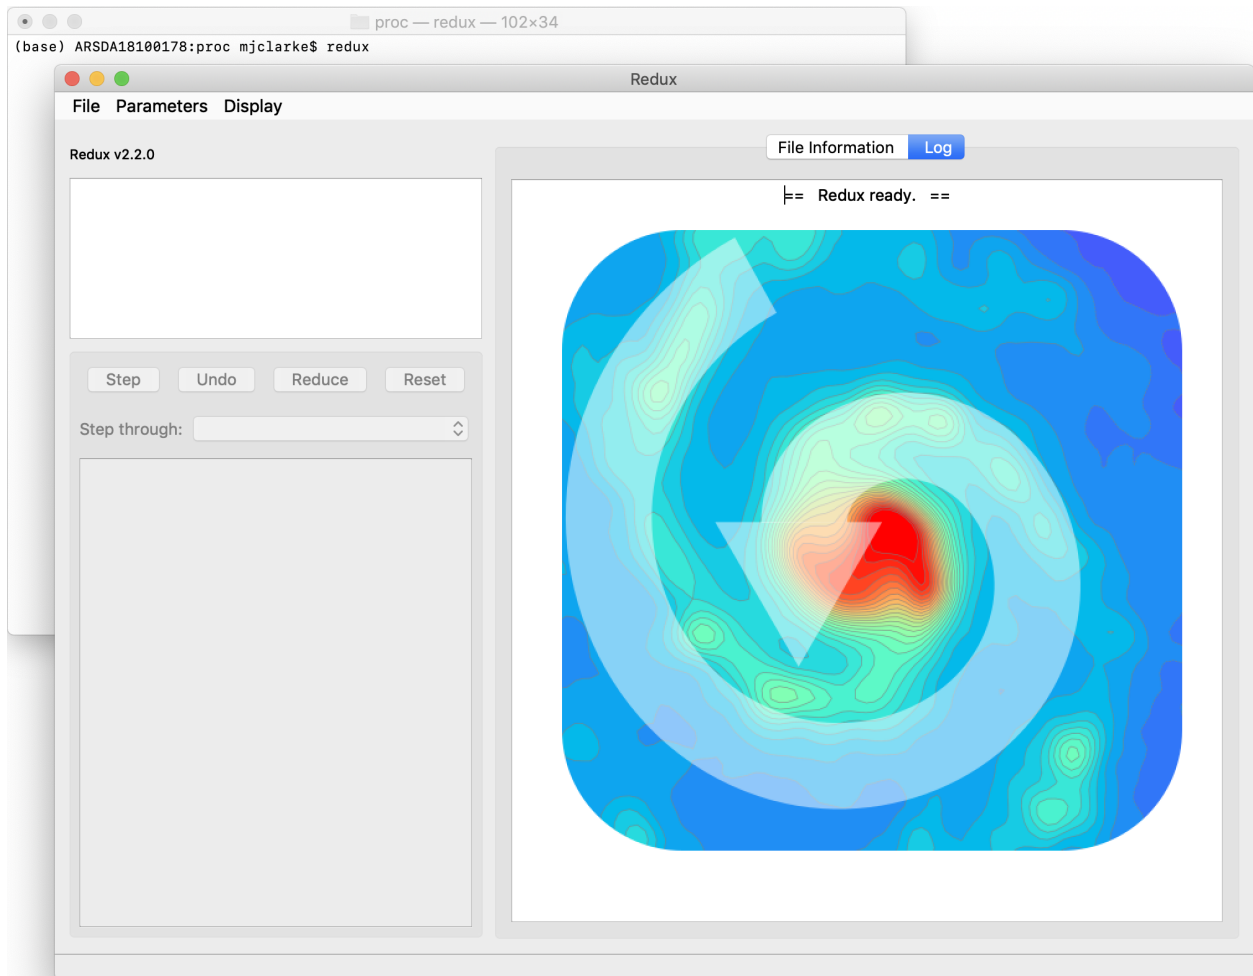 proc — redux — 102×34
(base) ARSDA18100178:proc mjclarke$ redux
Redux
File Parameters Display
Redux v2.2.0
File Information Log
== Redux ready. ==
Step Undo Reduce Reset
Step through: